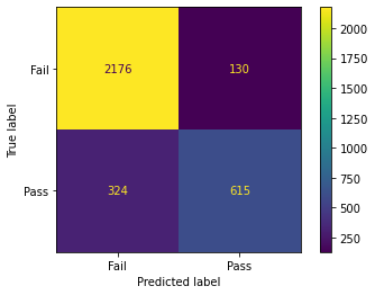 Fail
2176
130
Pass
324
615
Fail
Pass
True label
Predicted label
2000
1750
1500
1250
1000
750
500
250